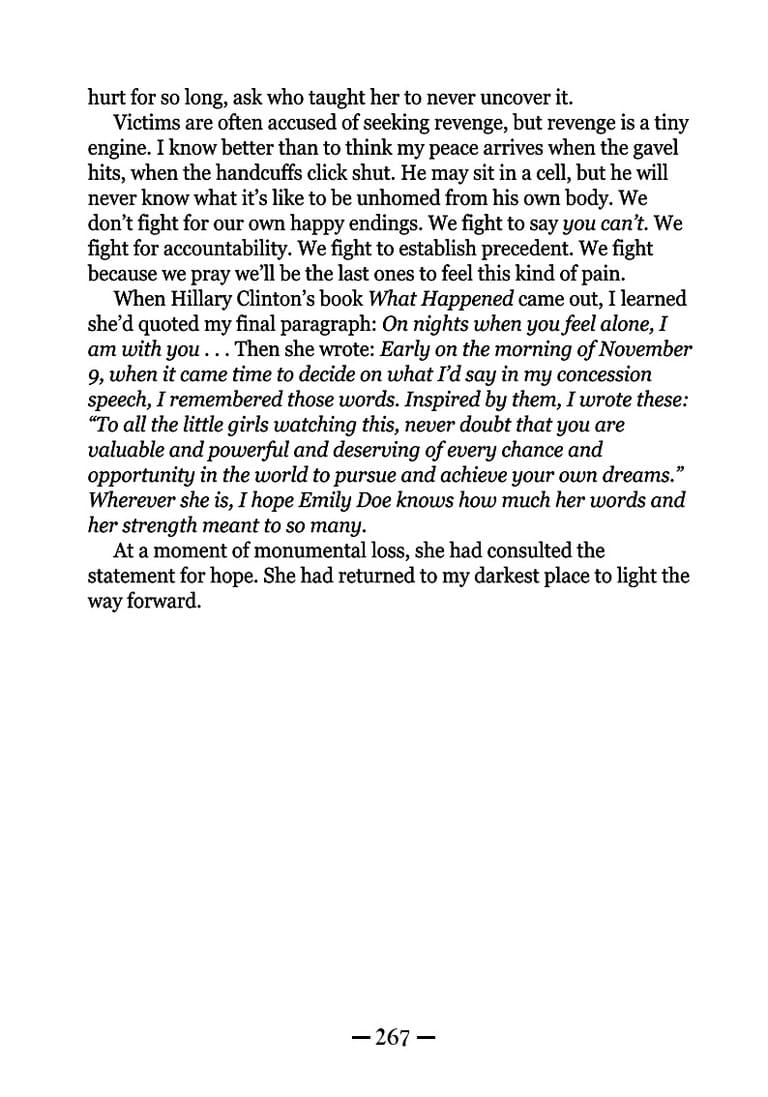 hurt for so long, ask who taught her to never uncover it.
Victims are often accused of seeking revenge, but revenge is a tiny
engine. I know better than to think my peace arrives when the gavel
hits, when the handcuffs click shut. He may sit in a cell, but he will
never know what it’s like to be unhomed from his own body. We
don’t fight for our own happy endings. We fight to say you can’t. We
fight for accountability. We fight to establish precedent. We fight
because we pray we’ll be the last ones to feel this kind of pain.
When Hillary Clinton’s book What Happened came out, I learned
she’d quoted my final paragraph: On nights when you feel alone, I
am with you . . . Then she wrote: Early on the morning of November
9, when it came time to decide on what I’d say in my concession
speech, I remembered those words. Inspired by them, I wrote these:
“To all the little girls watching this, never doubt that you are
valuable and powerful and deserving of every chance and
opportunity in the world to pursue and achieve your own dreams.”
Wherever she is, I hope Emily Doe knows how much her words and
her strength meant to so many.
At a moment of monumental loss, she had consulted the
statement for hope. She had returned to my darkest place to light the
way forward.
— 267 —